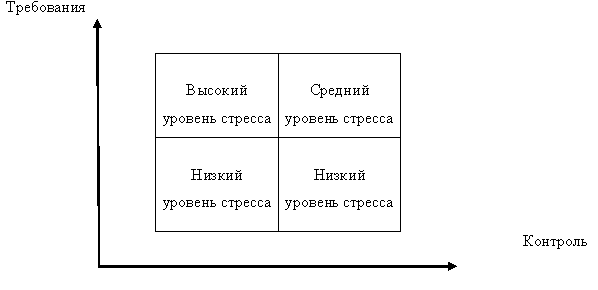 Требования
Высокий
уровень стресса
Средний
уровень стресса
Низкий
уровень стресса
Низкий
уровень стресса
Контроль